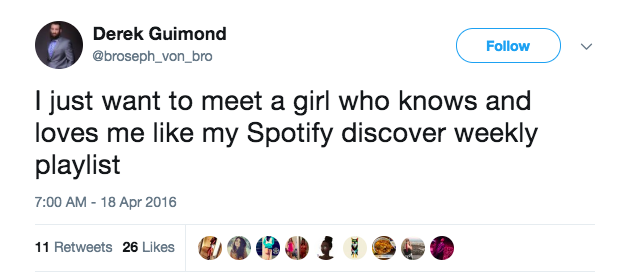 Derek Guimond
@broseph_von_bro
Follow
I just want to meet a girl who knows and
loves me like my Spotify discover weekly
playlist
7:00 AM - 18 Apr 2016
11 Retweets 26 Likes